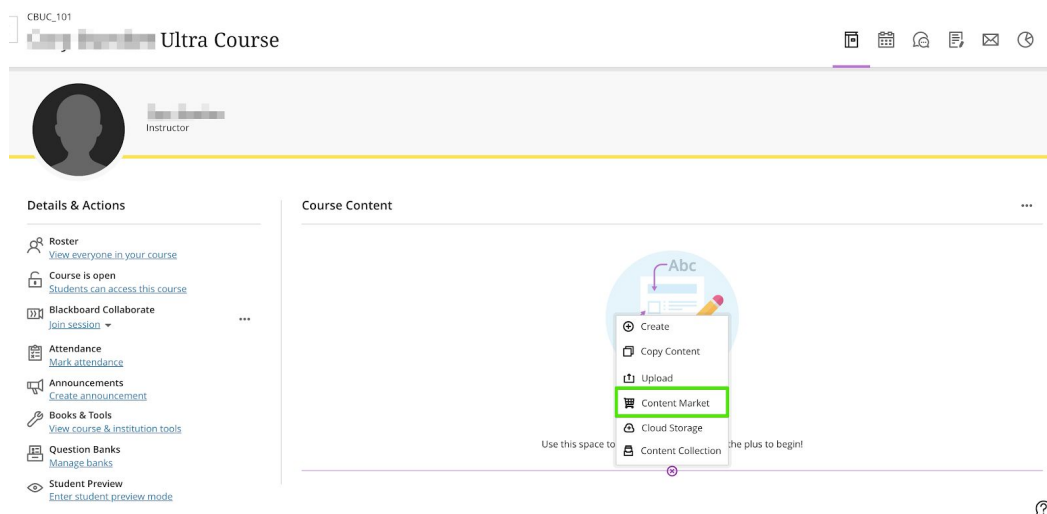 CBUC_101
Ultra Course
Instructor
Details & Actions
Roster
View everyone in your course
Course is open
Students can access this course
Blackboard Collaborate
Join session
Attendance
Mark attendance
Announcements
Create announcement
Books & Tools
View course & institution tools
Question Banks
Manage banks
Student Preview
Enter student preview mode
Course Content
Abc
Create
Copy Content
Upload
Content Market
Cloud Storage
Content Collection
Use this space to the plus to begin!